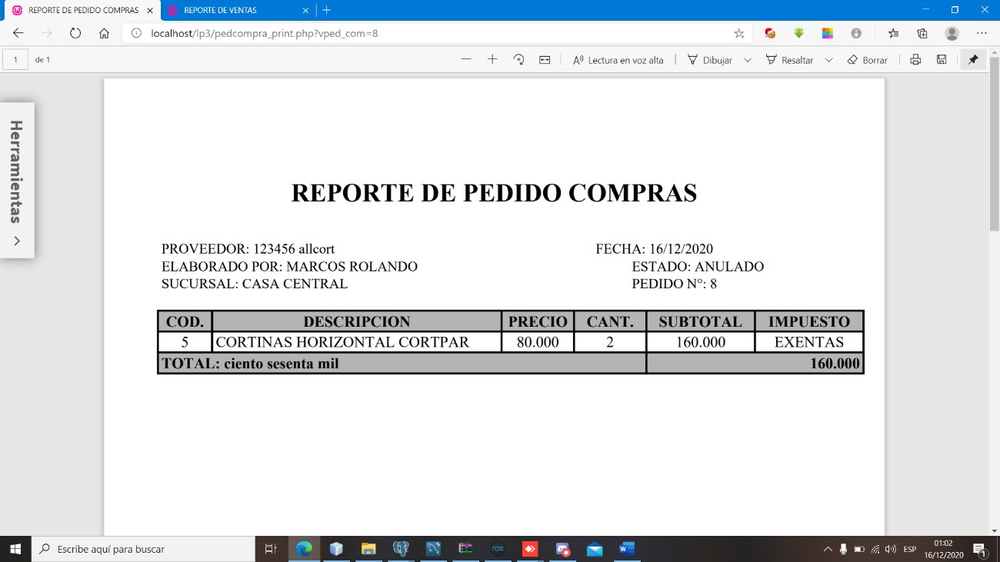 REPORTE DE PEDIDO COMPRAS
REPORTE DE VENTAS
localhost/lp3/pedcompra_print.php?vped_com=8
1 de 1
Lectura en voz alta
Dibujar
Resaltar
Borrar
Herramientas
REPORTE DE PEDIDO COMPRAS
PROVEEDOR: 123456 allcort FECHA: 16/12/2020
ELABORADO POR: MARCOS ROLANDO ESTADO: ANULADO
SUCURSAL: CASA CENTRAL PEDIDO N°: 8
COD. DESCRIPCION PRECIO CANT. SUBTOTAL IMPUESTO
5 CORTINAS HORIZONTAL CORTPAR 80.000 2 160.000 EXENTAS
TOTAL: ciento sesenta mil 160.000
Escribe aquí para buscar
nox
ESP
01:02
16/12/2020
1